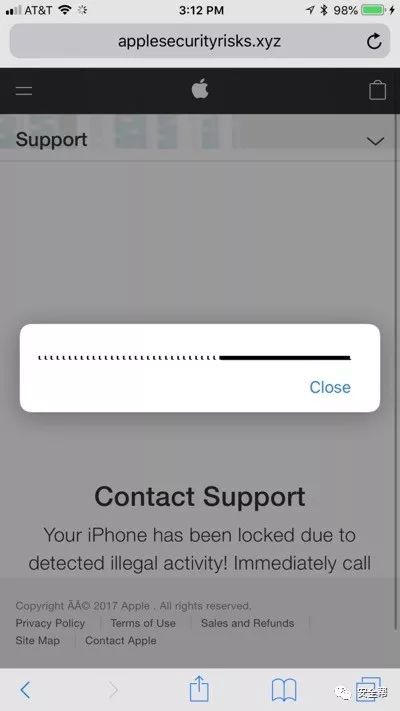 AT&T 3:12 PM 98%
applesecurityrisks.xyz
Support
Close
Contact Support
Your iPhone has been locked due to
detected illegal activity! Immediately call
Copyright ÃÂ© 2017 Apple . All rights reserved.
Privacy Policy | Terms of Use | Sales and Refunds |
Site Map | Contact Apple
安全帮